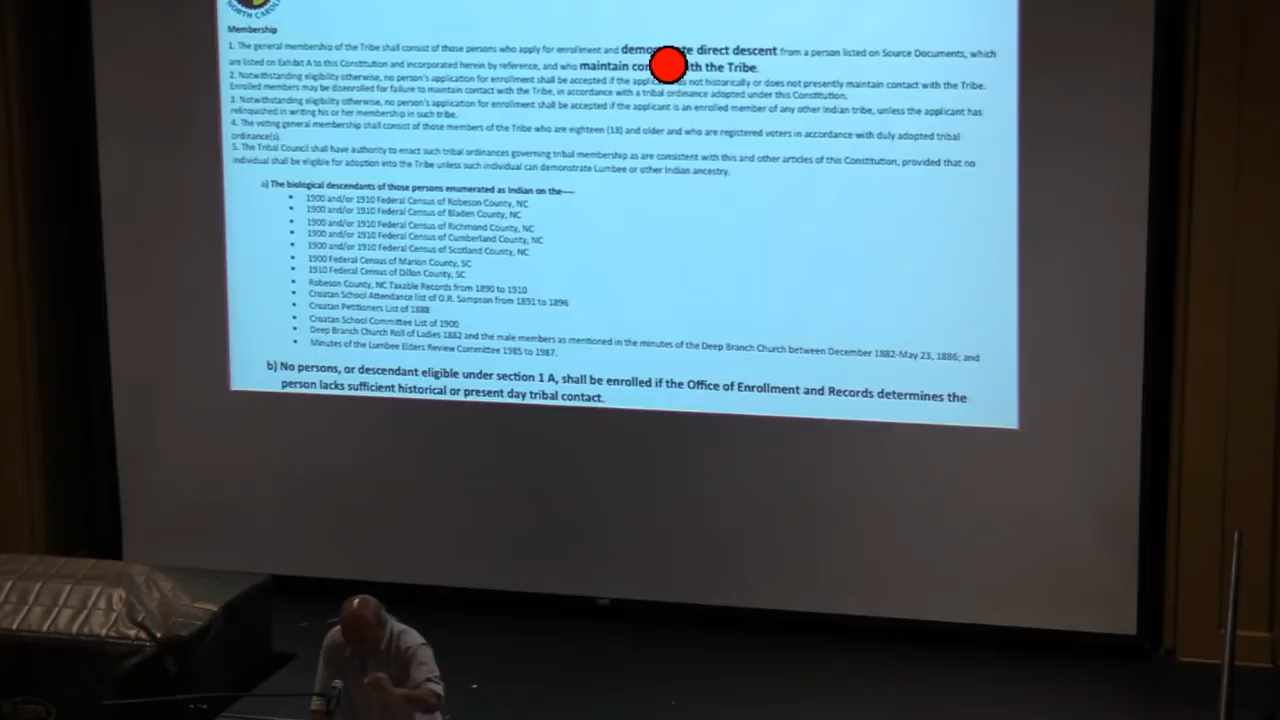 NORTH CAROL
Membership
1. The general membership of the Tribe shall consist of those persons who apply for enrollment and direct descent from a person listed on Source Documents, which
are listed on Exhibit A to this Constitution and incorporated herein by reference, and who maintain the Tribe.
2. Notwithstanding eligibility otherwise, no person's application for enrollment shall be accepted if the not historically or does not presently maintain contact with the Tribe.
Enrolled members may be disenrolled for failure to maintain contact with the Tribe, in accordance with a tribal ordinance adopted under this Constitution.
3. Notwithstanding eligibility otherwise, no person's application for enrollment shall be accepted if the applicant is an enrolled member of any other Indian tribe, unless the applicant has
relinquished in writing his or her membership in such tribe.
4. The voting general membership shall consist of those members of the Tribe who are eighteen (18) and older and who are registered voters in accordance with duly adopted tribal
ordinance(s).
5. The Tribal Council shall have authority to enact such tribal ordinances governing tribal membership as are consistent with this and other articles of this Constitution, provided that no
individual shall be eligible for adoption into the Tribe unless such individual can demonstrate Lumbee or other Indian ancestry.
a) The biological descendants of those persons enumerated as Indian on the—
• 1900 and/or 1910 Federal Census of Robeson County, NC
• 1900 and/or 1910 Federal Census of Bladen County, NC
• 1900 and/or 1910 Federal Census of Richmond County, NC
• 1900 and/or 1910 Federal Census of Cumberland County, NC
• 1900 and/or 1910 Federal Census of Scotland County, NC
• 1900 Federal Census of Marion County, SC
• 1910 Federal Census of Dillon County, SC
• Robeson County, NC Taxable Records from 1890 to 1910
• Croatan School Attendance list of O.R. Sampson from 1891 to 1896
• Croatan Petitioners List of 1888
• Croatan School Committee List of 1900
• Deep Branch Church Roll of Ladies 1882 and the male members as mentioned in the minutes of the Deep Branch Church between December 1882-May 23, 1886; and
• Minutes of the Lumbee Elders Review Committee 1985 to 1987.
b) No persons, or descendant eligible under section 1 A, shall be enrolled if the Office of Enrollment and Records determines the
person lacks sufficient historical or present day tribal contact.